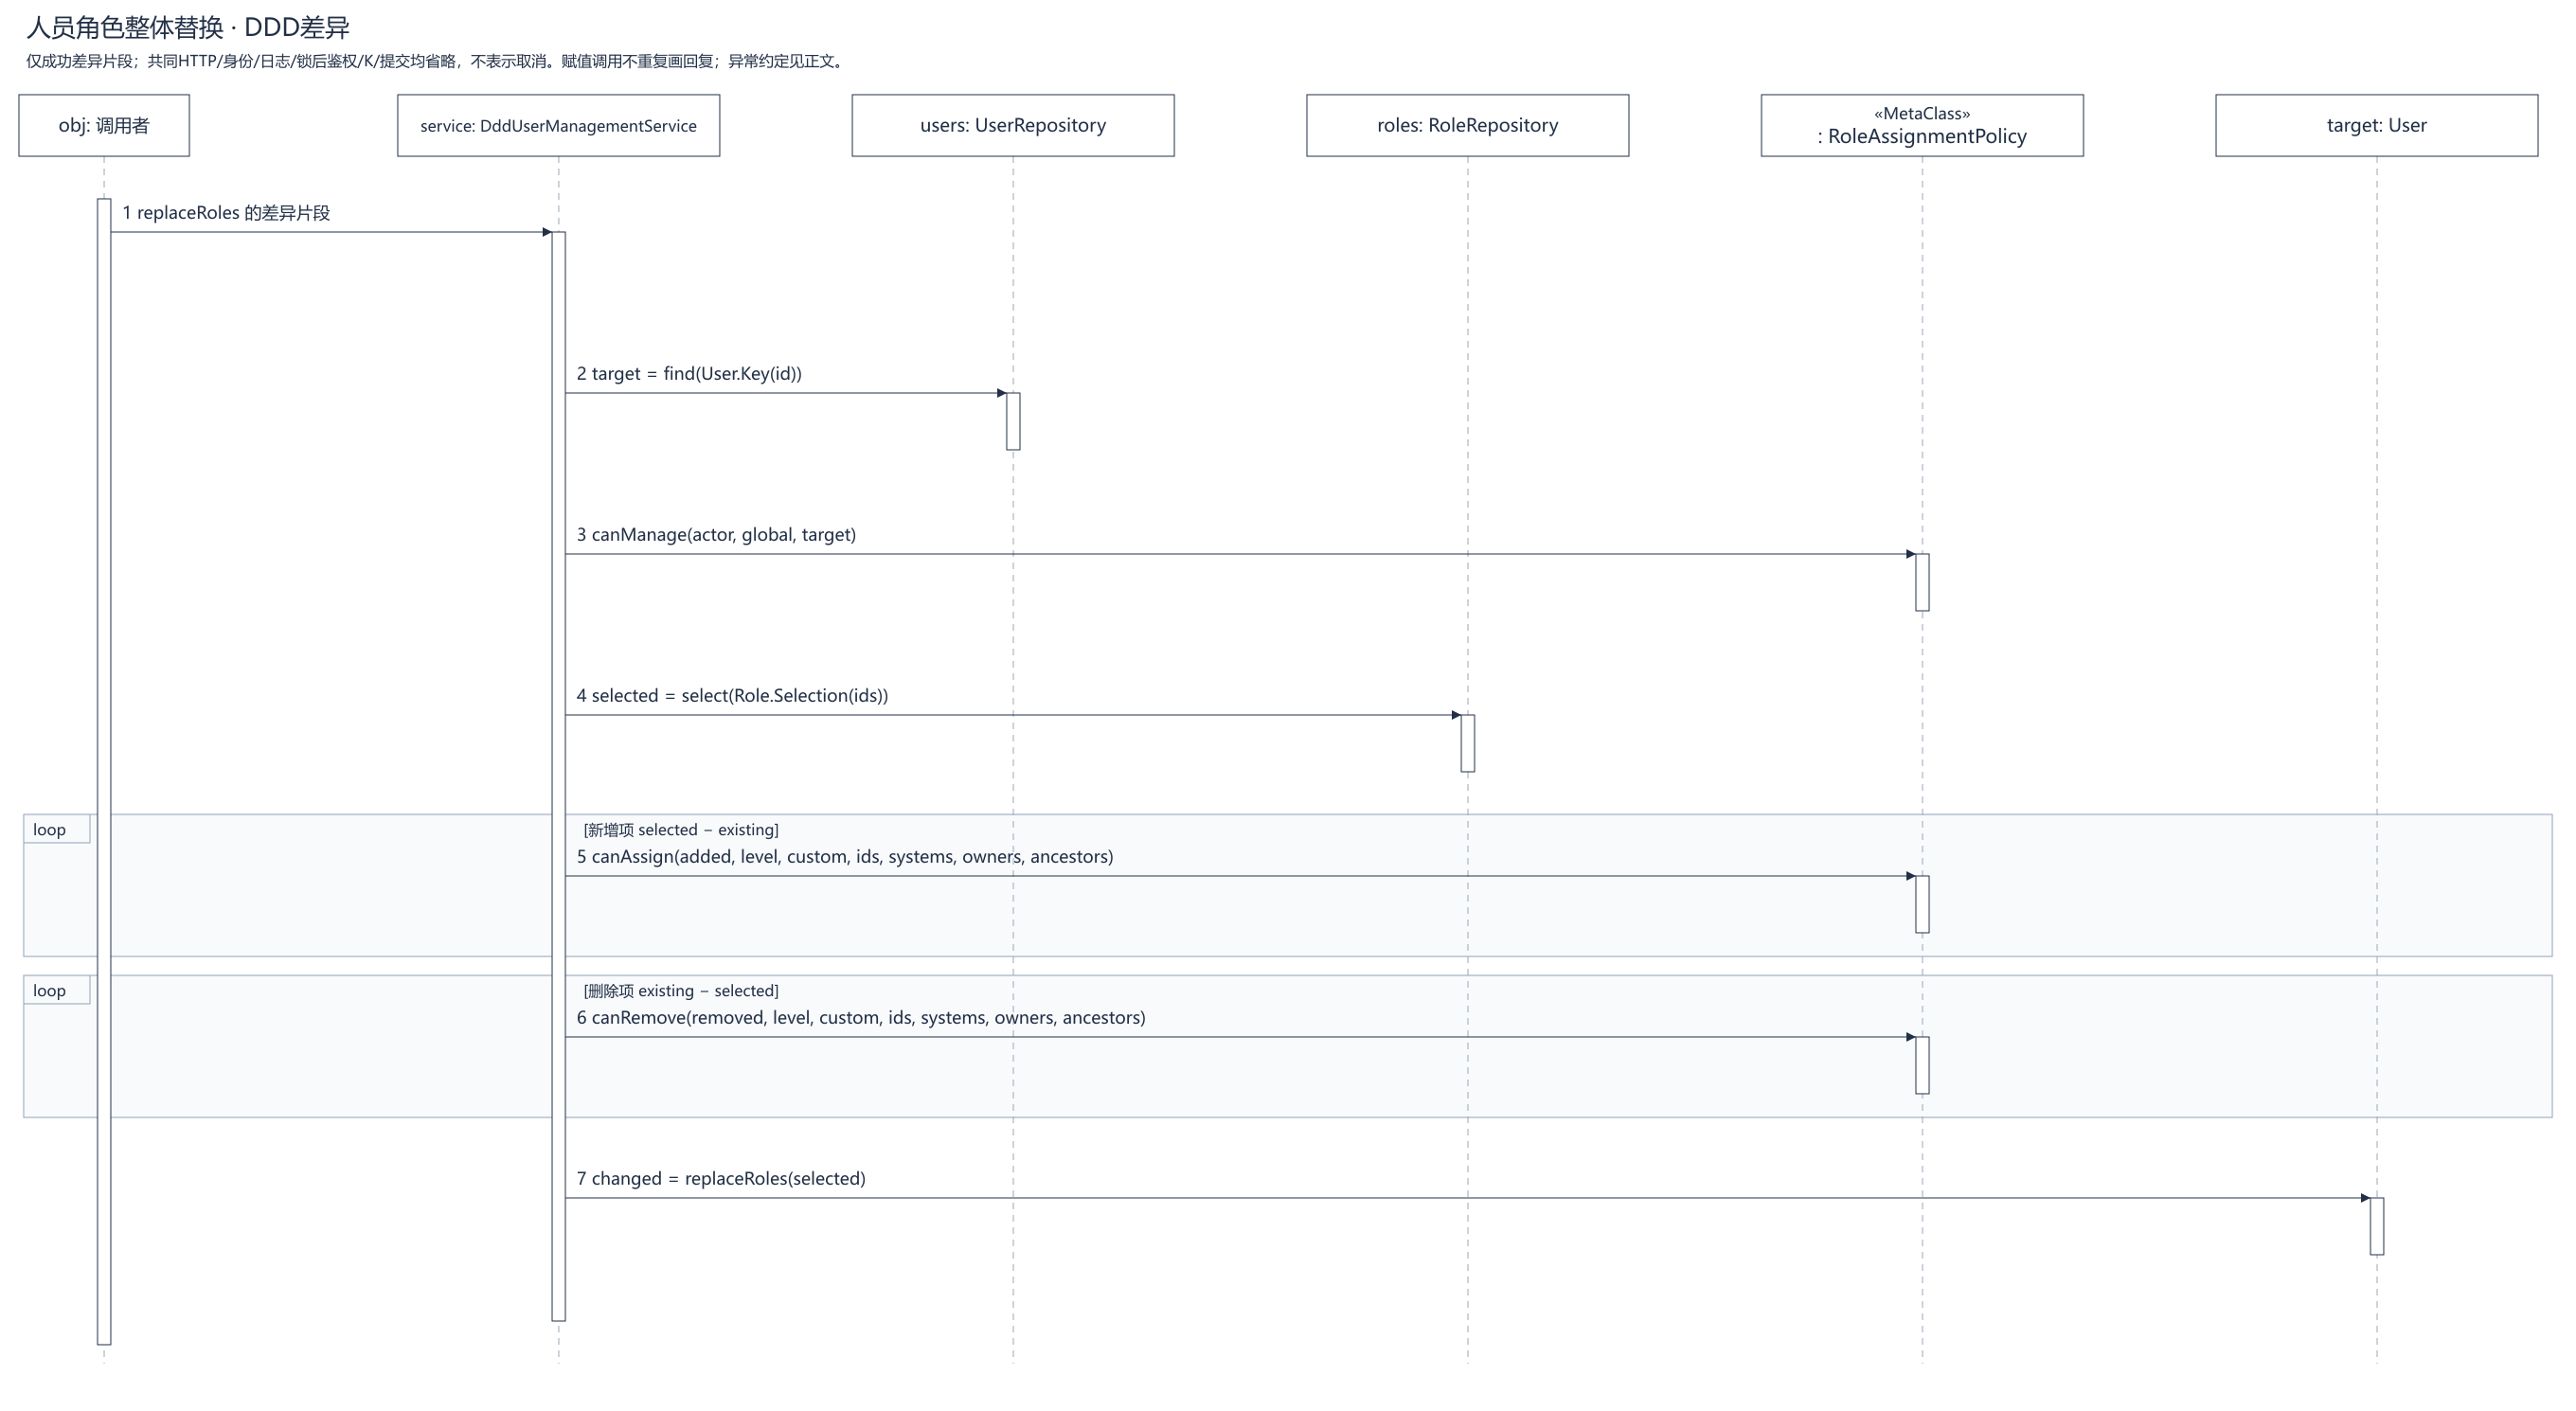 人员角色整体替换 · DDD差异
仅成功差异片段；共同HTTP/身份/日志/锁后鉴权/K/提交均省略，不表示取消。赋值调用不重复画回复；异常约定见正文。
obj: 调用者
service: DddUserManagementService
users: UserRepository
roles: RoleRepository
«MetaClass»
: RoleAssignmentPolicy
target: User
1 replaceRoles 的差异片段
2 target = find(User.Key(id))
3 canManage(actor, global, target)
4 selected = select(Role.Selection(ids))
loop
[新增项 selected − existing]
5 canAssign(added, level, custom, ids, systems, owners, ancestors)
loop
[删除项 existing − selected]
6 canRemove(removed, level, custom, ids, systems, owners, ancestors)
7 changed = replaceRoles(selected)